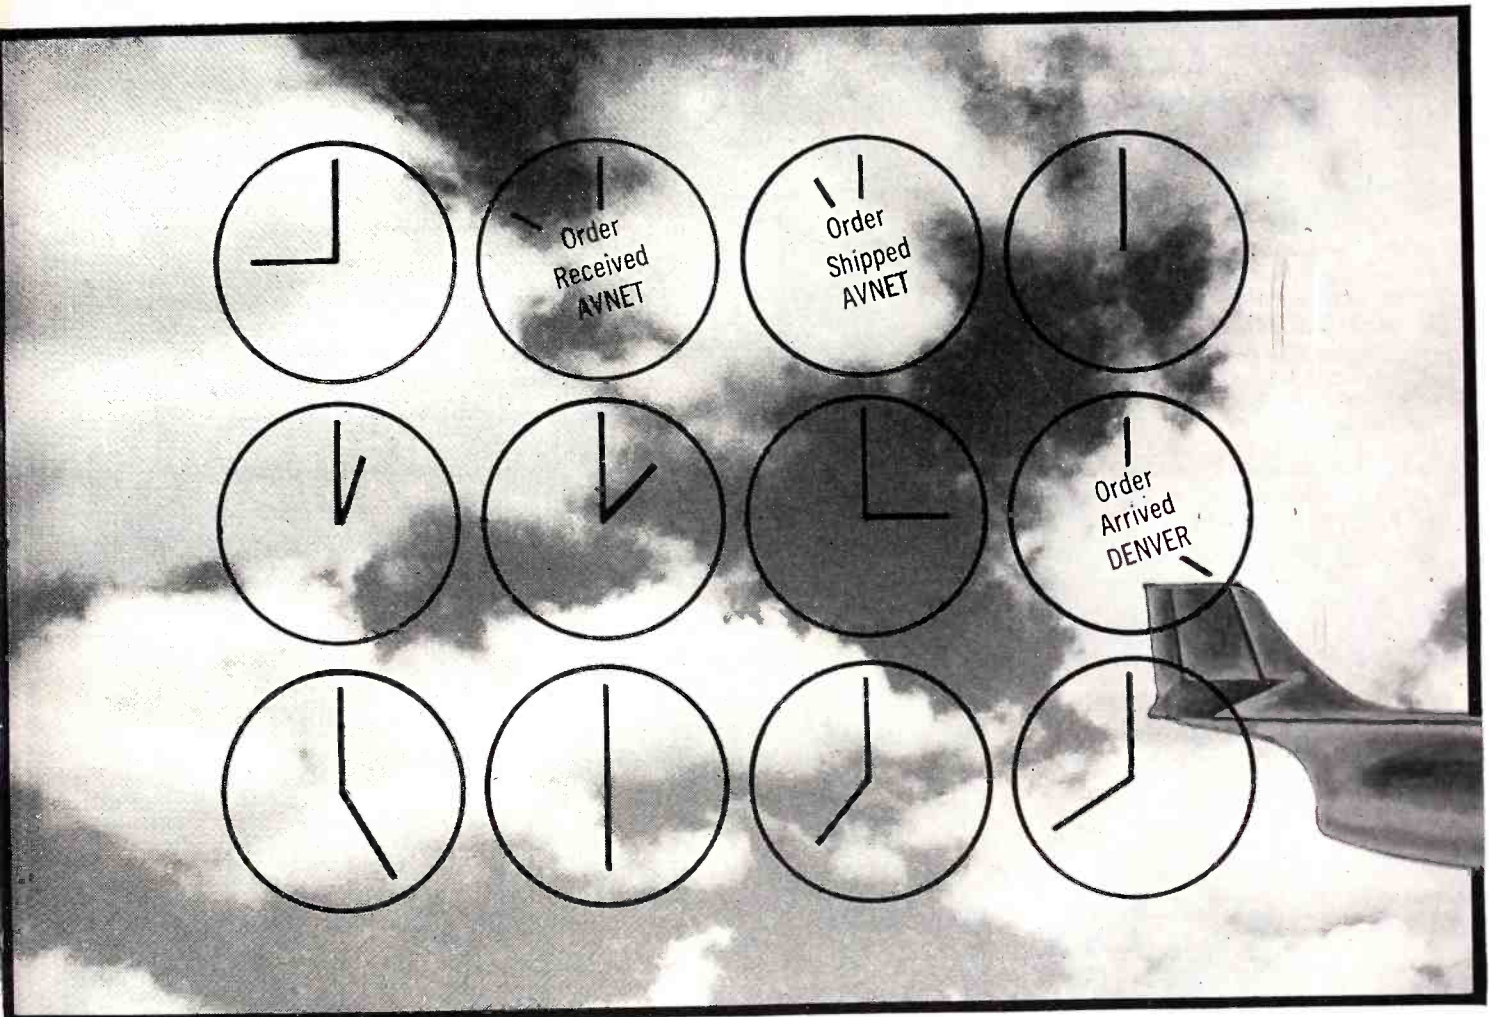 Order
Received
AVNET
Order
Shipped
AVNET
Order
Arrived
DENVER